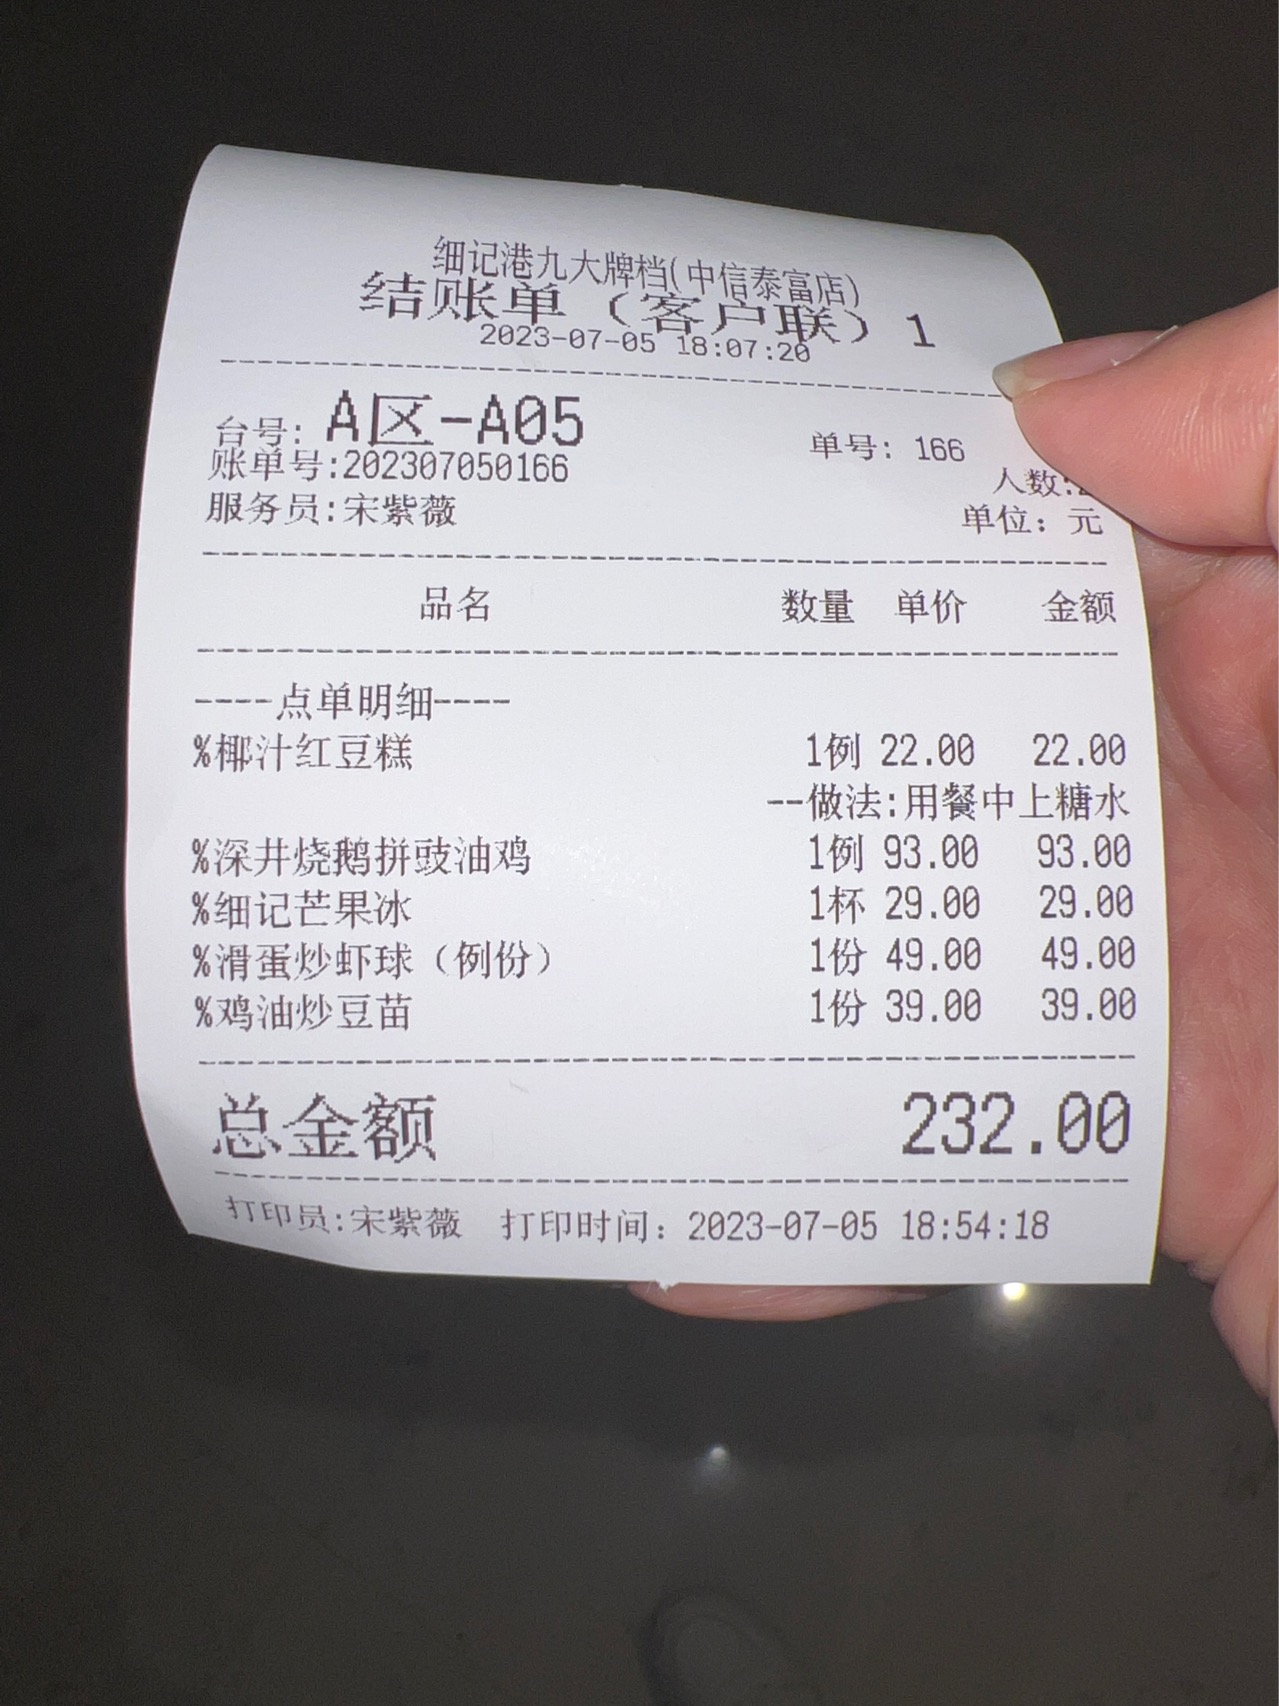 细记港九大牌档(中信泰富店)
结账单（客户联）1
2023-07-05 18:07:20
台号: A区-A05 单号: 166
账单号:202307050166 人数:
服务员:宋紫薇 单位: 元
品名 数量 单价 金额
----点单明细----
%椰汁红豆糕 1例 22.00 22.00
--做法:用餐中上糖水
%深井烧鹅拼豉油鸡 1例 93.00 93.00
%细记芒果冰 1杯 29.00 29.00
%滑蛋炒虾球（例份） 1份 49.00 49.00
%鸡油炒豆苗 1份 39.00 39.00
总金额 232.00
打印员:宋紫薇 打印时间: 2023-07-05 18:54:18